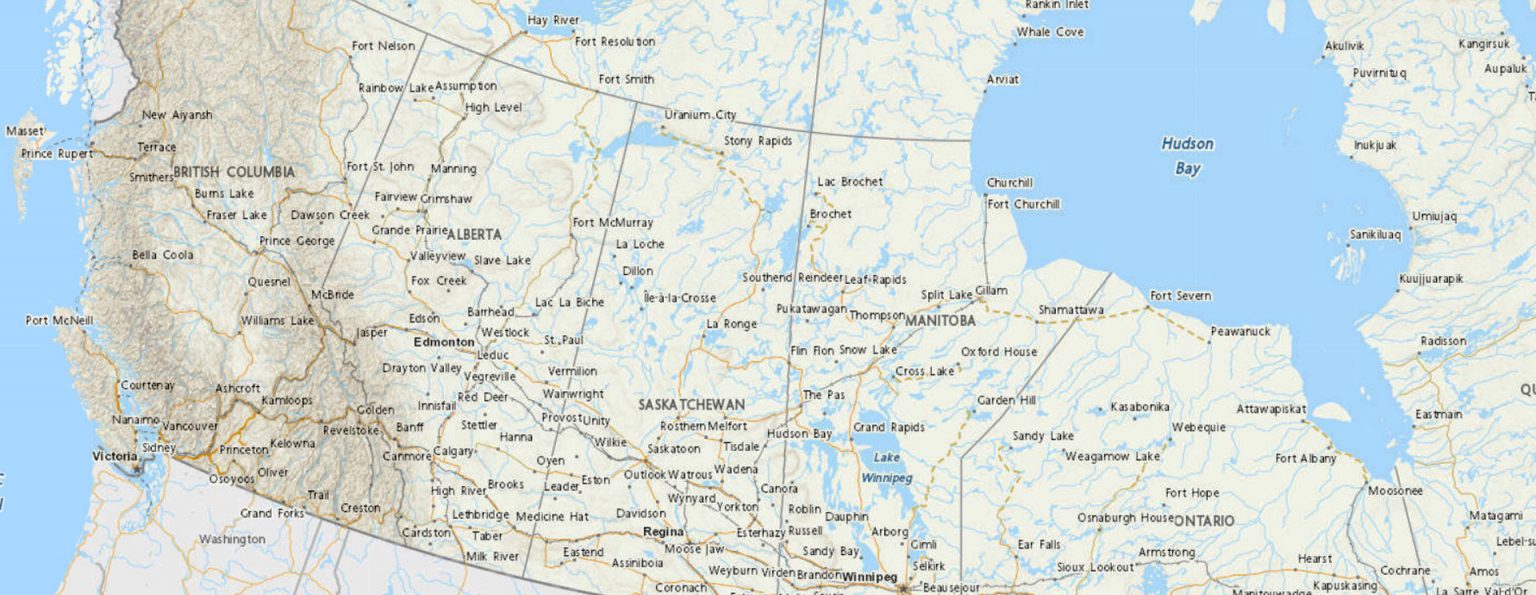 Rankin Inlet
Hay River
Whale Cove
Fort Nelson
Fort Resolution
Akulivik
Kangirsuk
Fort Smith
Puvirnituq
Aupaluk
Arviat
Rainbow Lake
Assumption
High Level
New Aiyansh
Uranium City
Masset
Stony Rapids
Hudson
Bay
Prince Rupert
Terrace
Inukjuak
Fort St. John
Manning
Smithers
BRITISH COLUMBIA
Lac Brochet
Churchill
Burns Lake
Fairview
Grimshaw
Fort Churchill
Fraser Lake
Dawson Creek
Brochet
Umiujaq
Grande Prairie
ALBERTA
Fort McMurray
Sanikiluaq
Prince George
La Loche
Bella Coola
Valleyview
Slave Lake
Dillon
Quesnel
Fox Creek
Southend
Reindeer
Leaf Rapids
Kuujjuarapik
McBride
Lac La Biche
Île-à-la-Crosse
Split Lake
Gillam
Fort Severn
Port McNeill
Williams Lake
Edson
Barrhead
Pukatawagan
Thompson
MANITOBA
Shamattawa
Jasper
Westlock
La Ronge
Peawanuck
Edmonton
St. Paul
Radisson
Leduc
Flin Flon
Snow Lake
Oxford House
Drayton Valley
Vegreville
Vermilion
Cross Lake
Courtenay
Ashcroft
Kamloops
Innisfail
Red Deer
Wainwright
SASKATCHEWAN
The Pas
Garden Hill
Kasabonika
Attawapiskat
Eastmain
Nanaimo
Vancouver
Golden
Revelstoke
Banff
Stettler
Provost
Unity
Rosthern
Melfort
Hudson Bay
Grand Rapids
Webequie
Sidney
Kelowna
Hanna
Wilkie
Sandy Lake
Victoria
Princeton
Canmore
Calgary
Oyen
Saskatoon
Tisdale
Lake
Winnipeg
Weagamow Lake
Fort Albany
Osoyoos
Oliver
Brooks
Leader
Eston
Outlook
Watrous
Wadena
Trail
Creston
High River
Wynyard
Canora
Fort Hope
Moosonee
Grand Forks
Lethbridge
Medicine Hat
Davidson
Yorkton
Roblin
Dauphin
Osnaburgh House
ONTARIO
Matagami
Washington
Cardston
Taber
Regina
Esterhazy
Russell
Arborg
Gimli
Ear Falls
Milk River
Eastend
Moose Jaw
Sandy Bay
Armstrong
Hearst
Lebel-su
Assiniboia
Weyburn
Virden
Brandon
Winnipeg
Selkirk
Sioux Lookout
Cochrane
Amos
Coronach
Beausejour
Manitouwadge
Kapuskasing
La Sarre
Val-d'Or